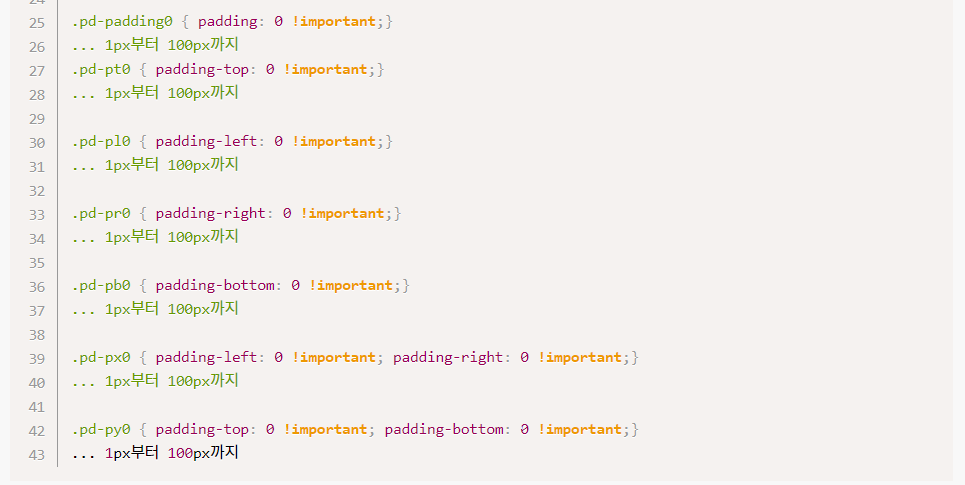 24
25 .pd-padding0 { padding: 0 !important;}
26 ... 1px부터 100px까지
27 .pd-pt0 { padding-top: 0 !important;}
28 ... 1px부터 100px까지
29
30 .pd-pl0 { padding-left: 0 !important;}
31 ... 1px부터 100px까지
32
33 .pd-pr0 { padding-right: 0 !important;}
34 ... 1px부터 100px까지
35
36 .pd-pb0 { padding-bottom: 0 !important;}
37 ... 1px부터 100px까지
38
39 .pd-px0 { padding-left: 0 !important; padding-right: 0 !important;}
40 ... 1px부터 100px까지
41
42 .pd-py0 { padding-top: 0 !important; padding-bottom: 0 !important;}
43 ... 1px부터 100px까지